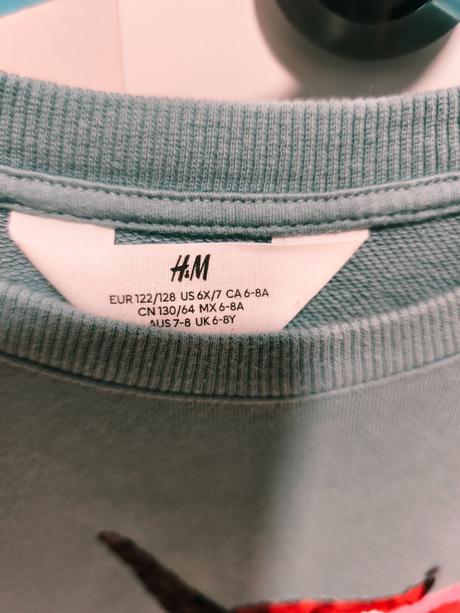 H&M
EUR 122/128 US 6X/7 CA 6-8A
CN 130/64 MX 6-8A
AUS 7-8 UK 6-8Y